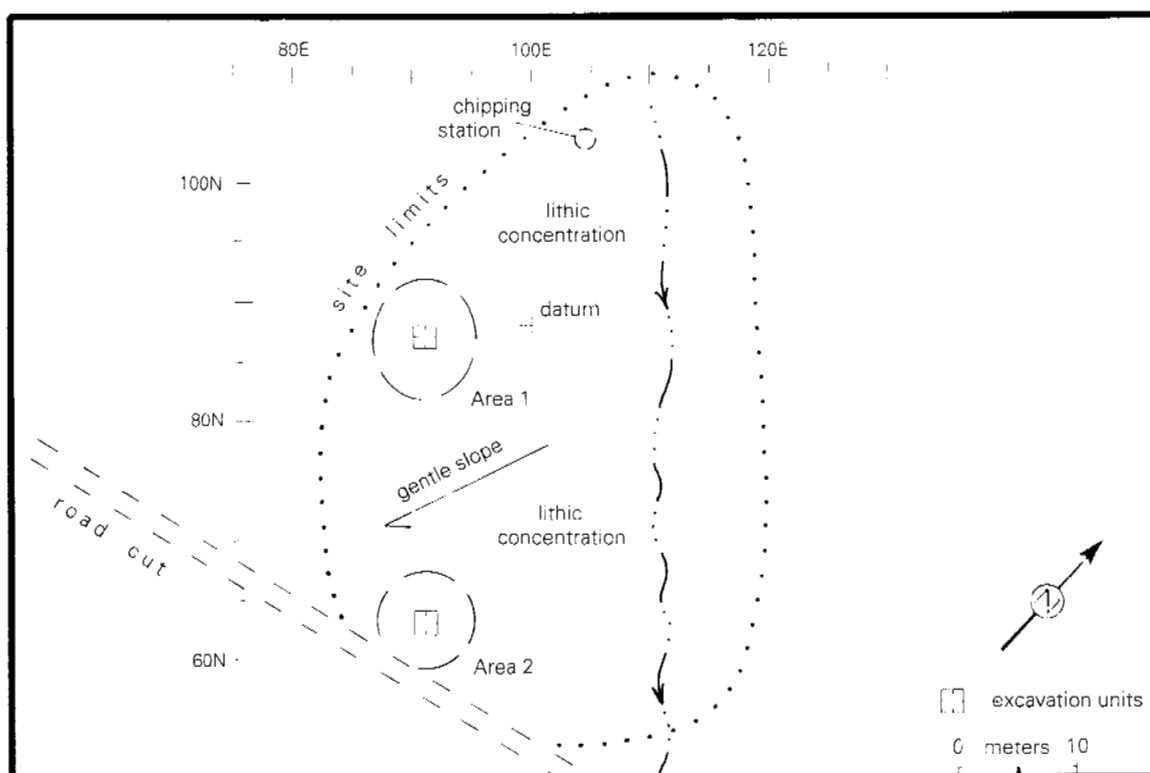 80E 100E 120E
chipping
station
100N
lithic
concentration
site limits
datum
Area 1
80N
gentle slope
road cut
lithic
concentration
60N
Area 2
excavation units
0 meters 10